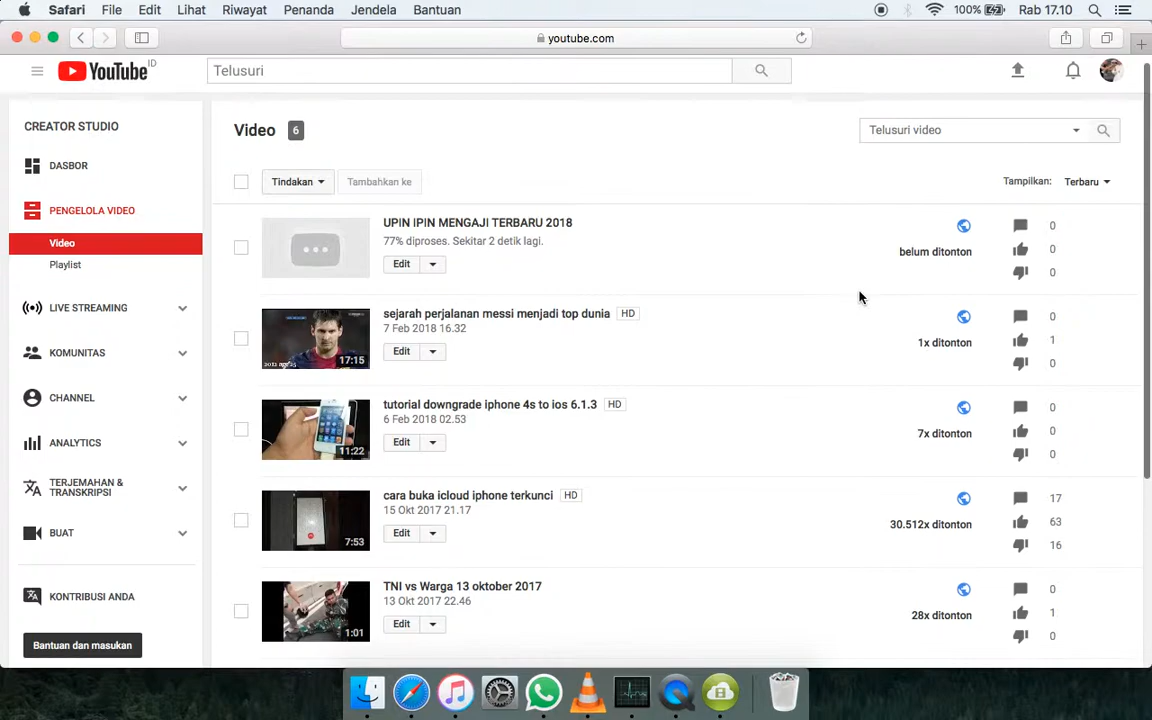 Safari File Edit Lihat Riwayat Penanda Jendela Bantuan 100% Rab 17.10
youtube.com
YouTube ID Telusuri
CREATOR STUDIO
DASBOR
PENGELOLA VIDEO
Video
Playlist
LIVE STREAMING
KOMUNITAS
CHANNEL
ANALYTICS
TERJEMAHAN &
TRANSKRIPSI
BUAT
KONTRIBUSI ANDA
Bantuan dan masukan
Video 6 Telusuri video
Tindakan Tambahkan ke Tampilkan: Terbaru
UPIN IPIN MENGAJI TERBARU 2018 0
77% diproses. Sekitar 2 detik lagi. belum ditonton 0
Edit 0
sejarah perjalanan messi menjadi top dunia HD 0
7 Feb 2018 16.32 1x ditonton 1
17:15 Edit 0
tutorial downgrade iphone 4s to ios 6.1.3 HD 0
6 Feb 2018 02.53 7x ditonton 0
11:22 Edit 0
cara buka icloud iphone terkunci HD 17
15 Okt 2017 21.17 30.512x ditonton 63
7:53 Edit 16
TNI vs Warga 13 oktober 2017 0
13 Okt 2017 22.46 28x ditonton 1
1:01 Edit 0